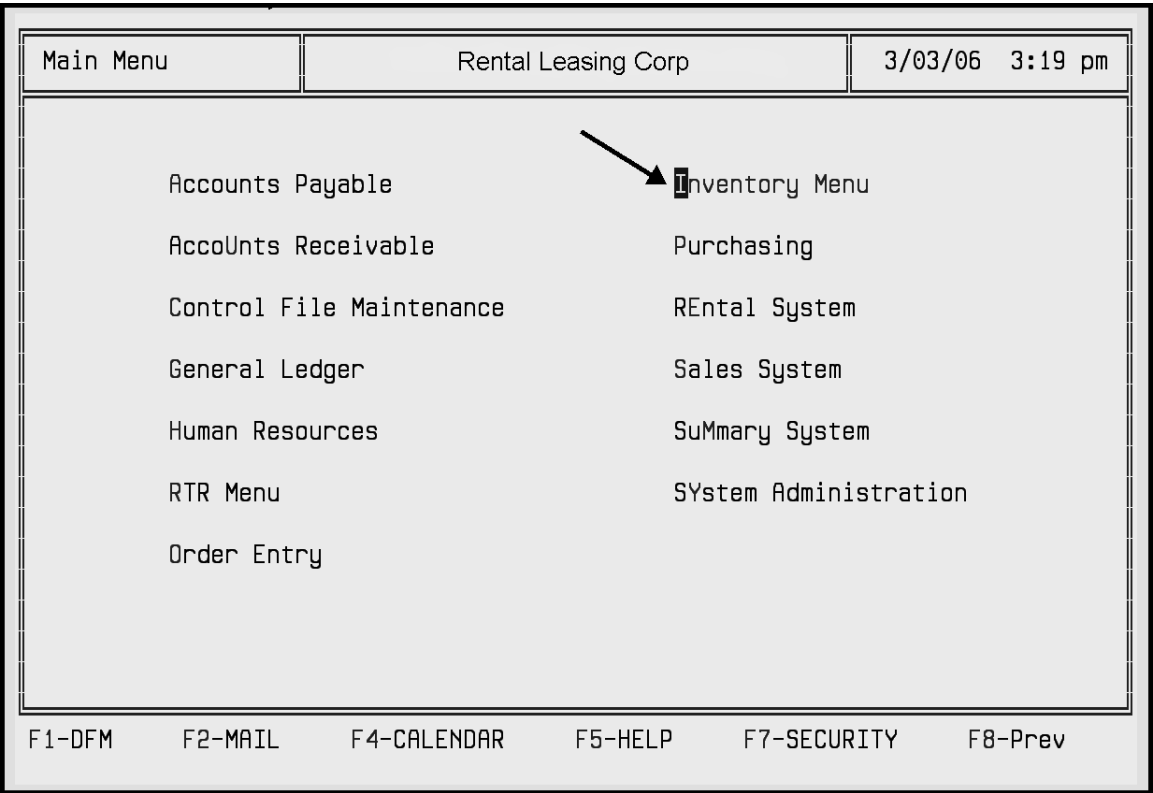 Main Menu Rental Leasing Corp 3/03/06 3:19 pm
Accounts Payable Inventory Menu
AccoUnts Receivable Purchasing
Control File Maintenance REntal System
General Ledger Sales System
Human Resources SuMmary System
RTR Menu SYstem Administration
Order Entry
F1-DFM F2-MAIL F4-CALENDAR F5-HELP F7-SECURITY F8-Prev